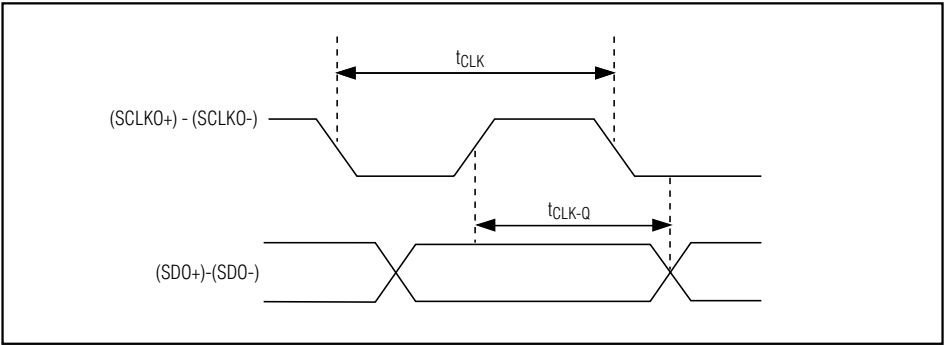 tCLK
(SCLKO+) - (SCLKO-)
tCLK-Q
(SDO+)-(SDO-)